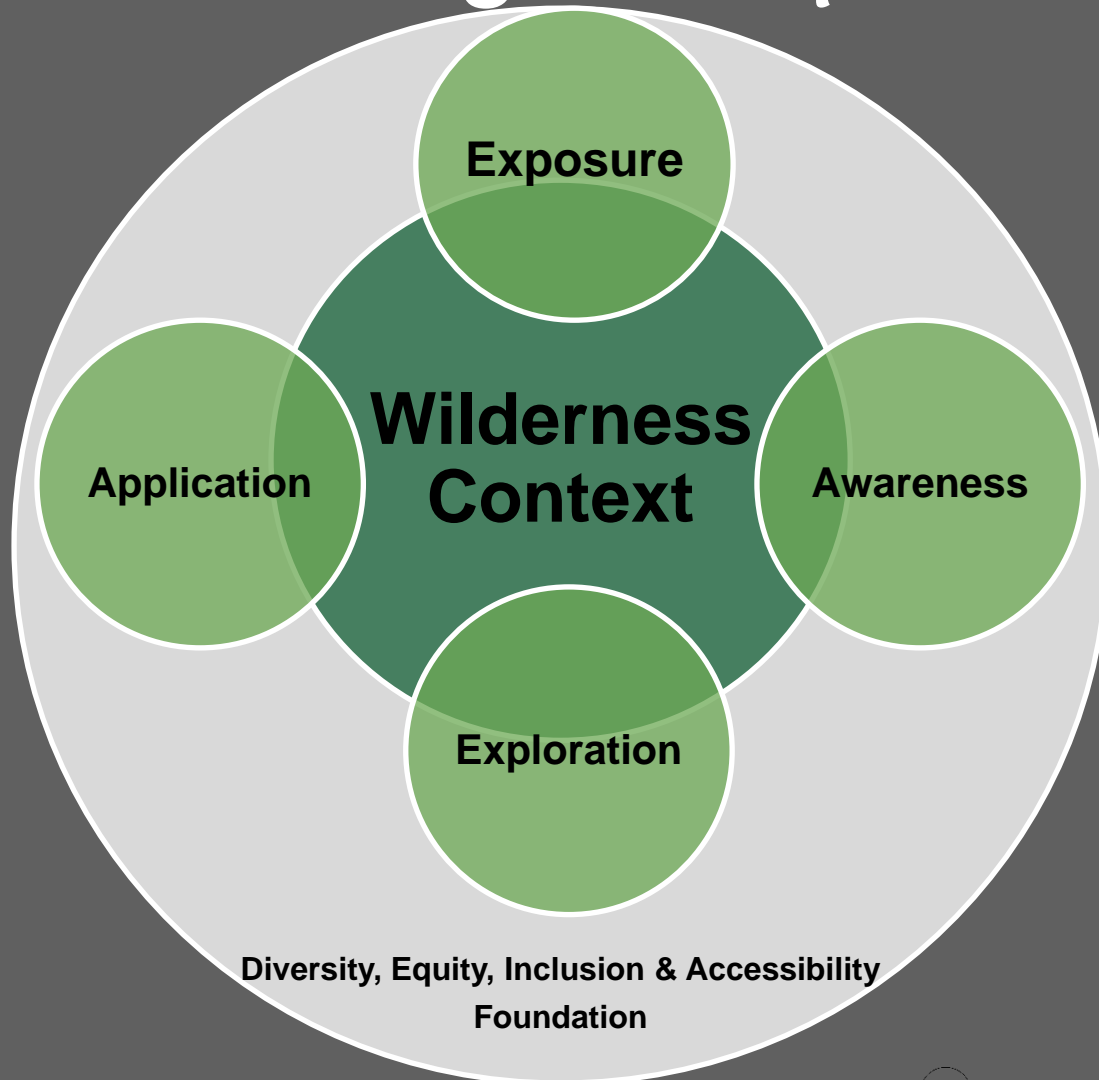 Exposure
Wilderness
Context
Application
Awareness
Exploration
Diversity, Equity, Inclusion & Accessibility
Foundation